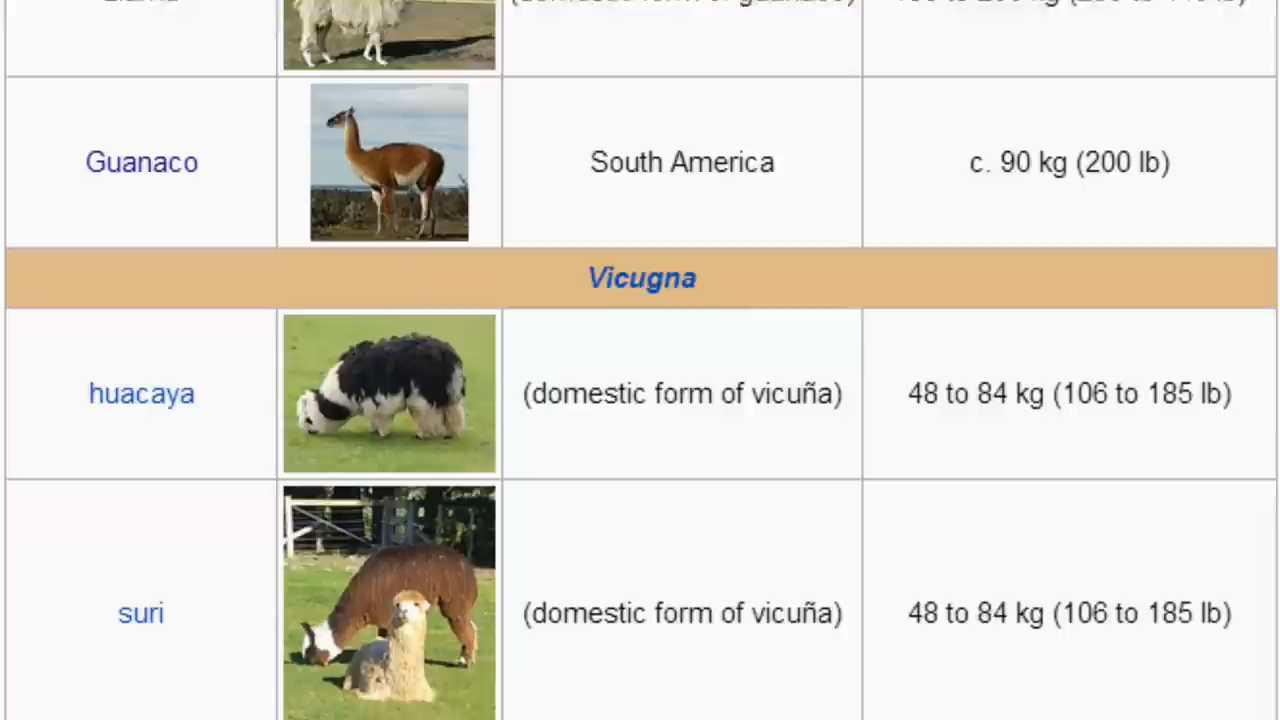 Guanaco
South America
c. 90 kg (200 lb)
Vicugna
huacaya
(domestic form of vicuña)
48 to 84 kg (106 to 185 lb)
suri
(domestic form of vicuña)
48 to 84 kg (106 to 185 lb)